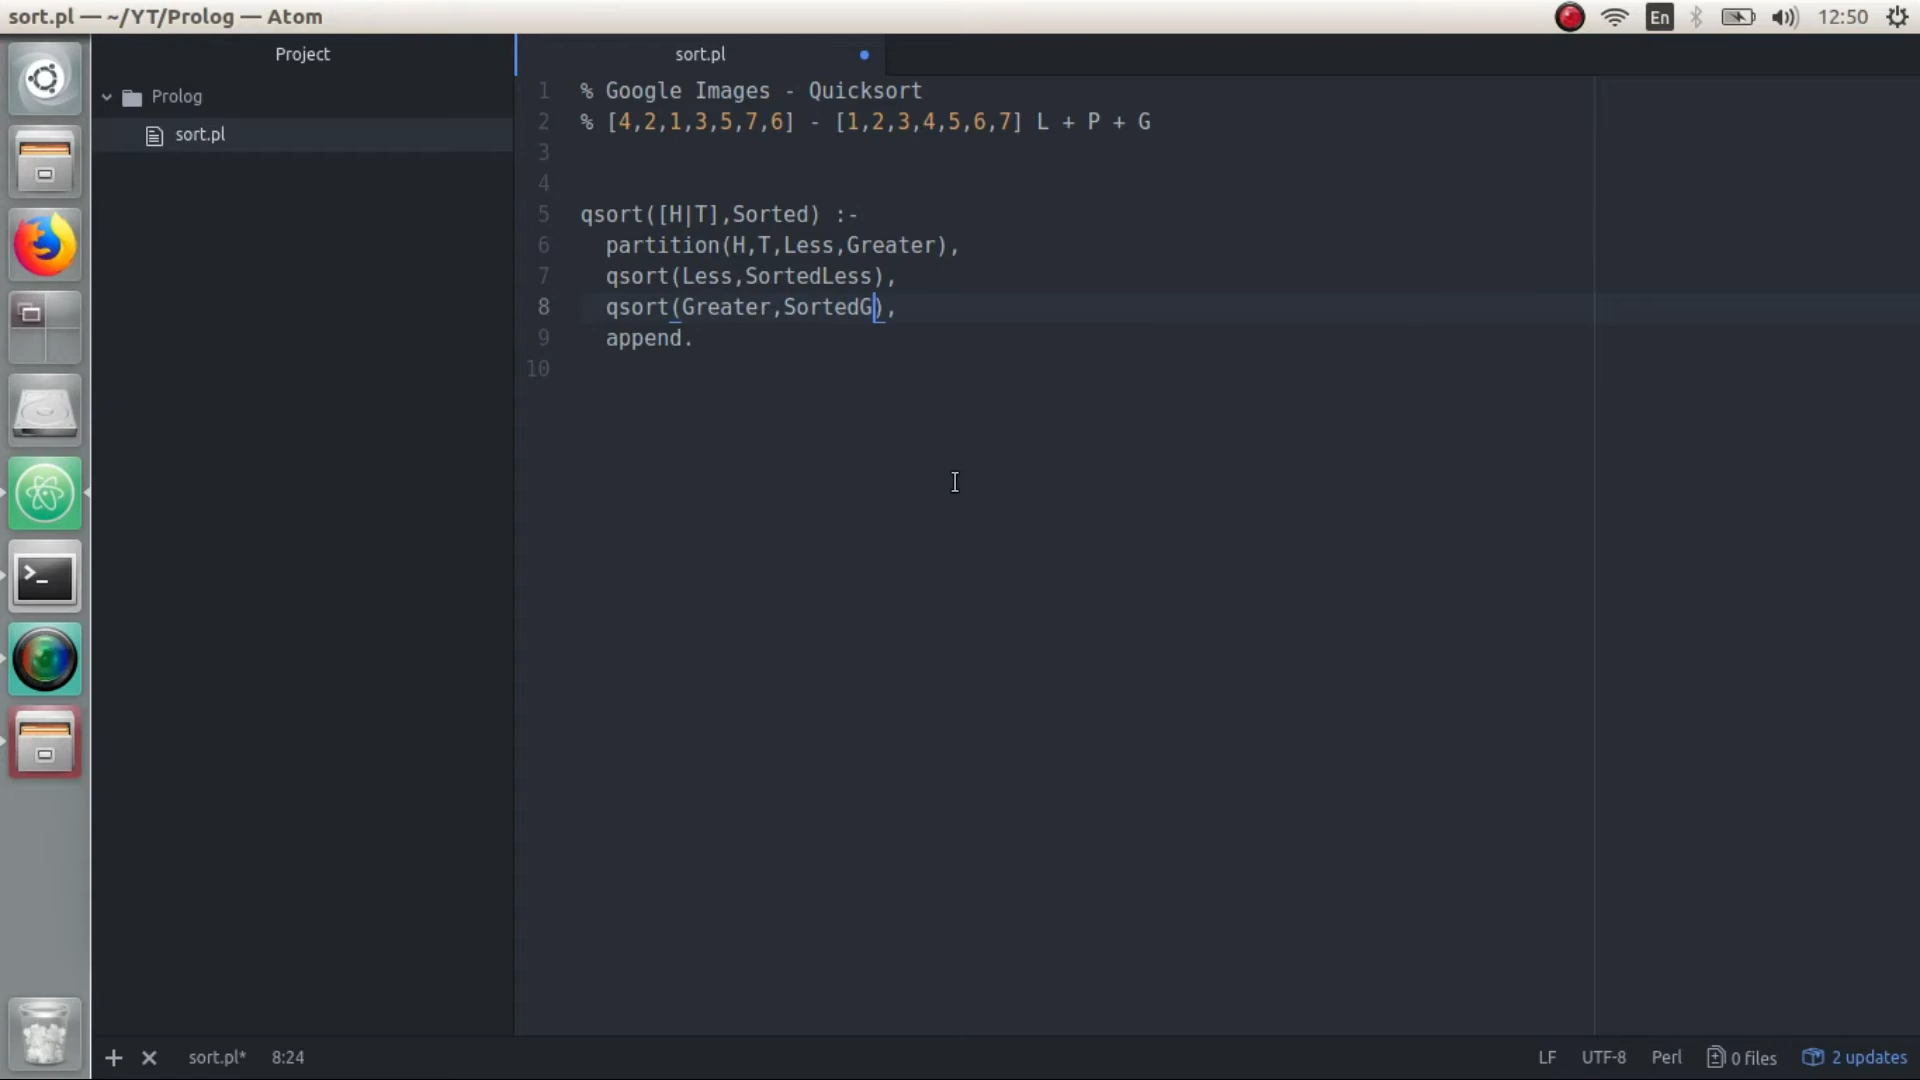 sort.pl — ~/YT/Prolog — Atom
En
12:50
Project
sort.pl
Prolog
sort.pl
1 % Google Images - Quicksort
2 % [4,2,1,3,5,7,6] - [1,2,3,4,5,6,7] L + P + G
3
4
5 qsort([H|T],Sorted) :-
6 partition(H,T,Less,Greater),
7 qsort(Less,SortedLess),
8 qsort(Greater,SortedG),
9 append.
10
>_
sort.pl* 8:24
LF UTF-8 Perl 0 files 2 updates